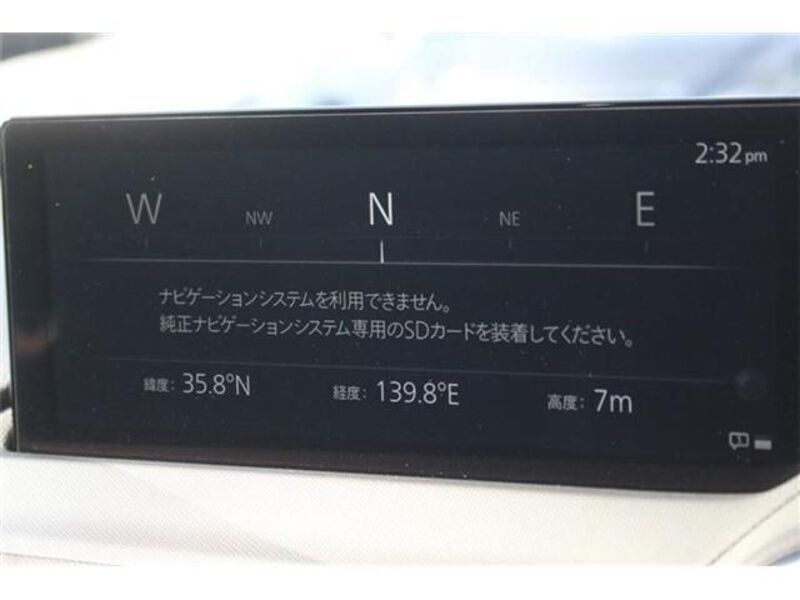 2:32pm
W NW N NE E
ナビゲーションシステムを利用できません。
純正ナビゲーションシステム専用のSDカードを装着してください。
緯度: 35.8°N 経度: 139.8°E 高度: 7m